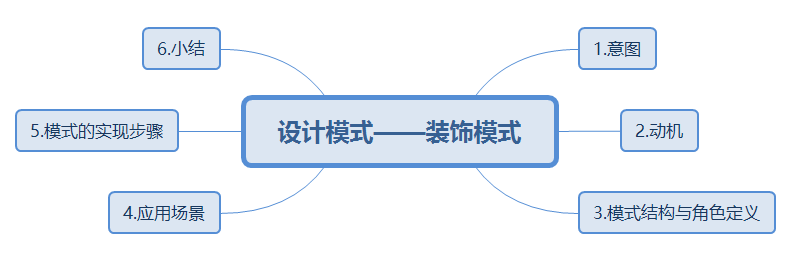 设计模式——装饰模式
1.意图
2.动机
3.模式结构与角色定义
4.应用场景
5.模式的实现步骤
6.小结